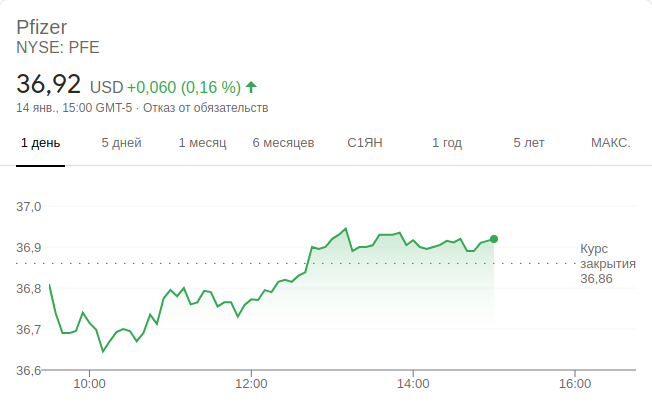 Pfizer
NYSE: PFE
36,92 USD +0,060 (0,16 %)
14 янв., 15:00 GMT-5 · Отказ от обязательств
1 день 5 дней 1 месяц 6 месяцев С1ЯН 1 год 5 лет МАКС.
37,0
36,9
36,8
36,7
36,6
Курс
закрытия
36,86
10:00 12:00 14:00 16:00